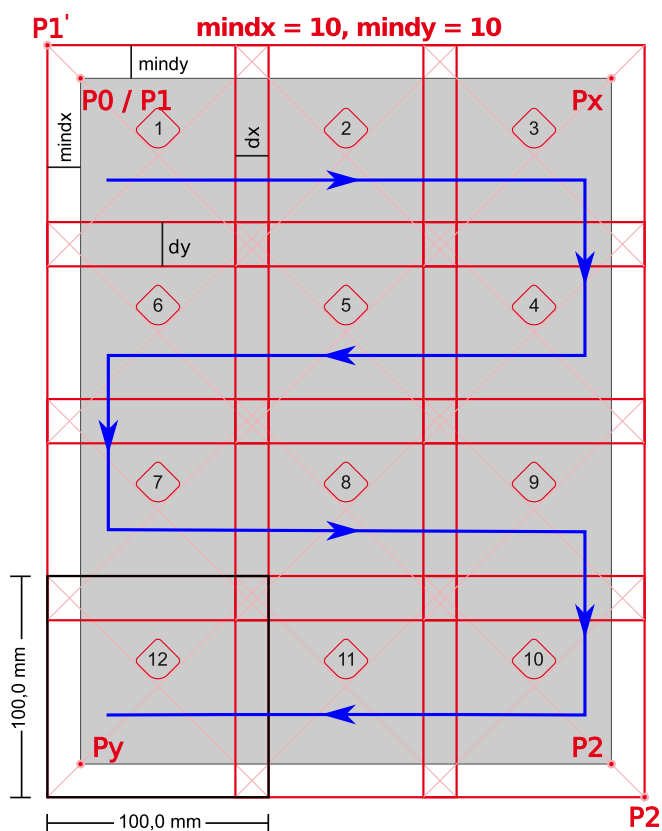 P1'
mindx = 10, mindy = 10
mindy
P0 / P1
Px
mindx
1
dx
2
3
dy
6
5
4
7
8
9
12
11
10
100,0 mm
Py
P2
100,0 mm
P2